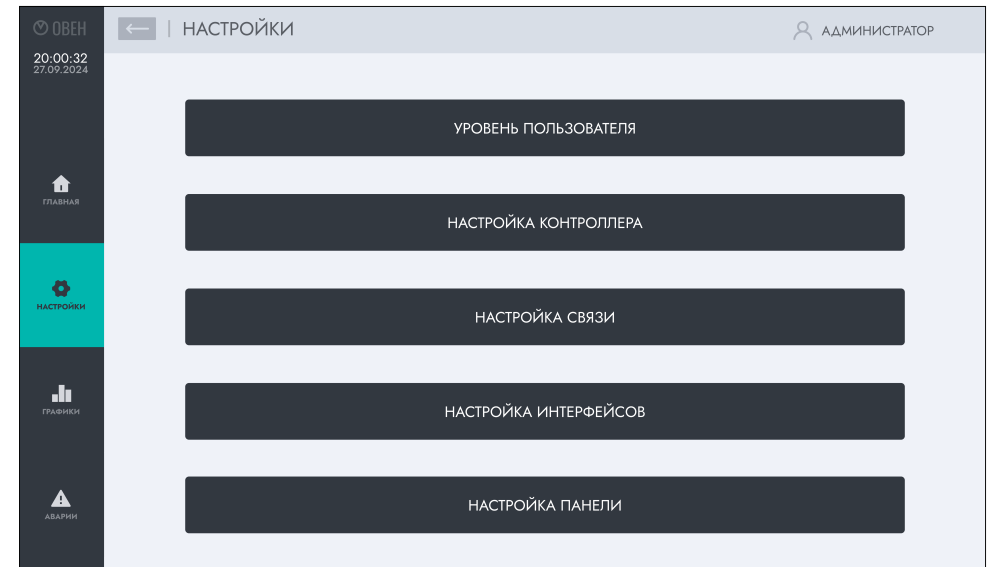 ОВЕН
20:00:32
27.09.2024
ГЛАВНАЯ
НАСТРОЙКИ
ГРАФИКИ
АВАРИИ
| НАСТРОЙКИ
АДМИНИСТРАТОР
УРОВЕНЬ ПОЛЬЗОВАТЕЛЯ
НАСТРОЙКА КОНТРОЛЛЕРА
НАСТРОЙКА СВЯЗИ
НАСТРОЙКА ИНТЕРФЕЙСОВ
НАСТРОЙКА ПАНЕЛИ